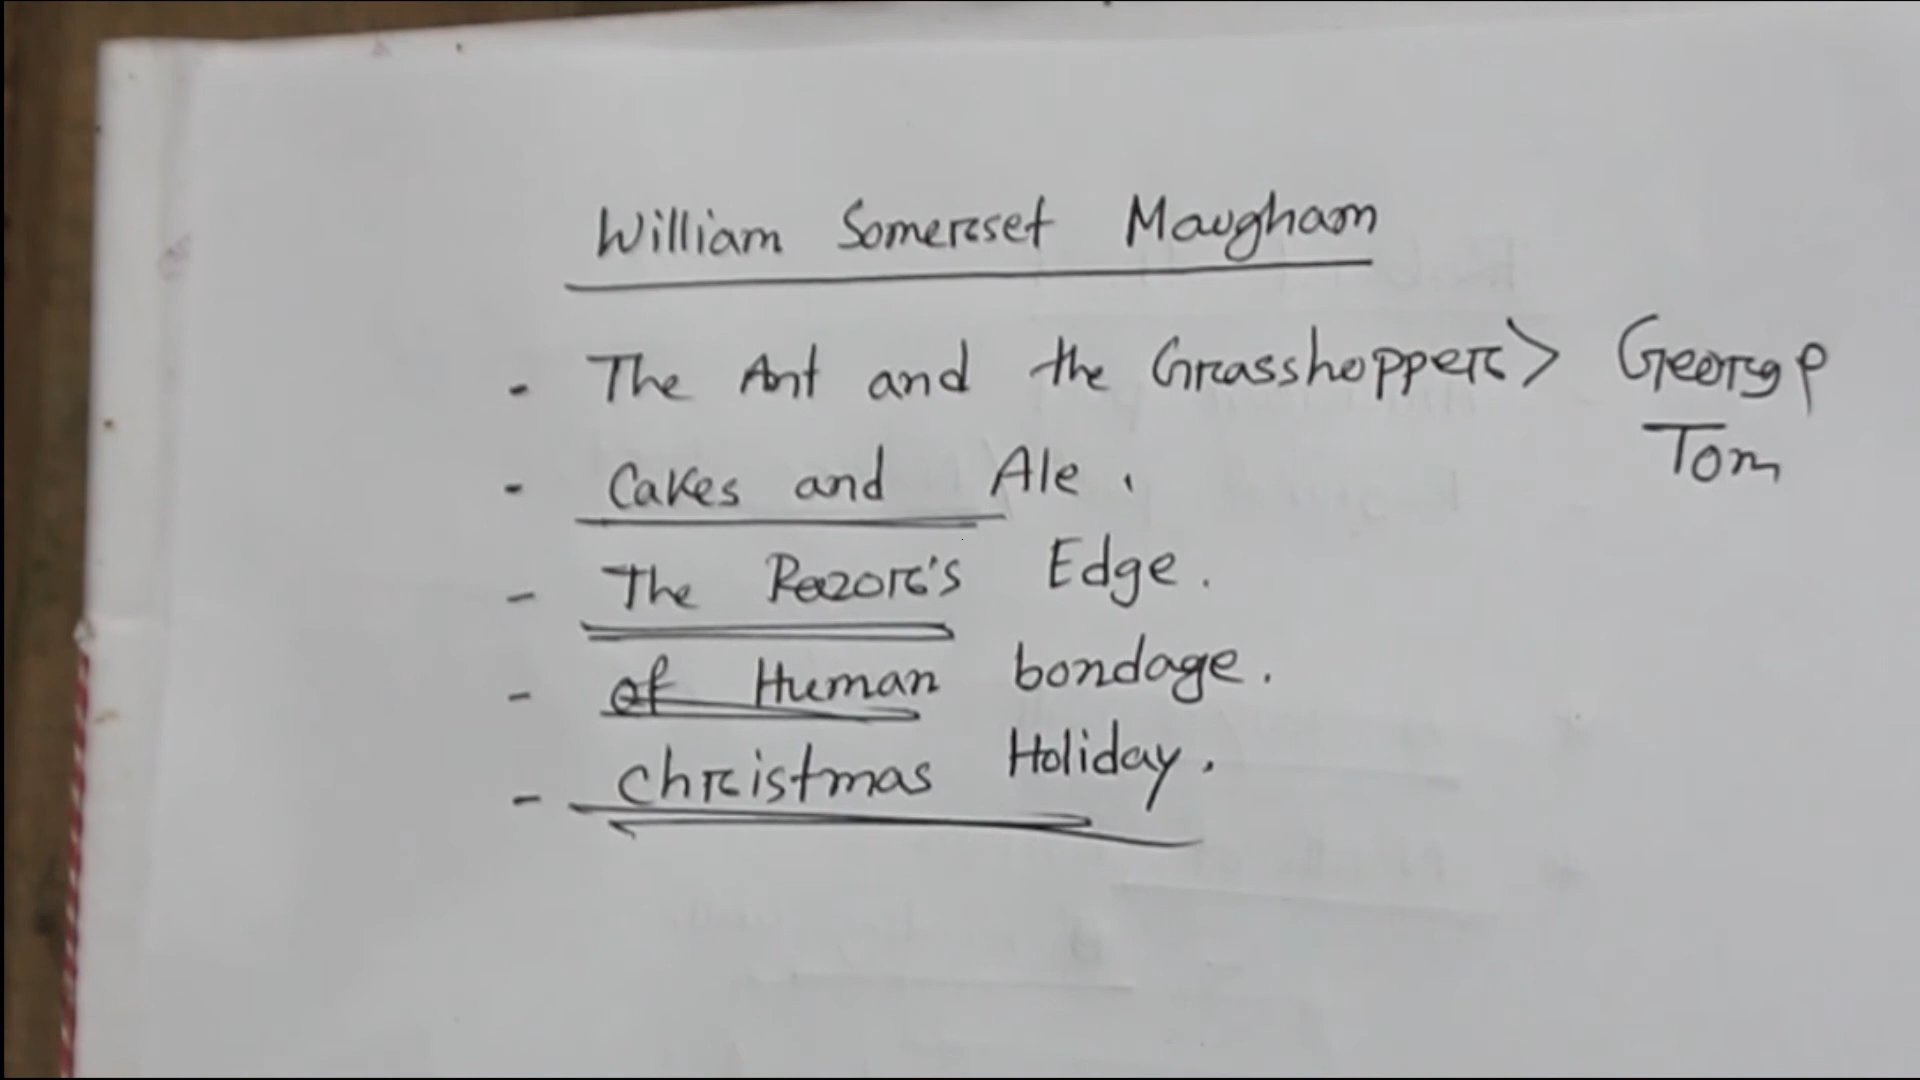 William Somerset Maugham
- The Ant and the Grasshopper> George
Tom
- Cakes and Ale.
- The Razor's Edge.
- of Human bondage.
- christmas Holiday.